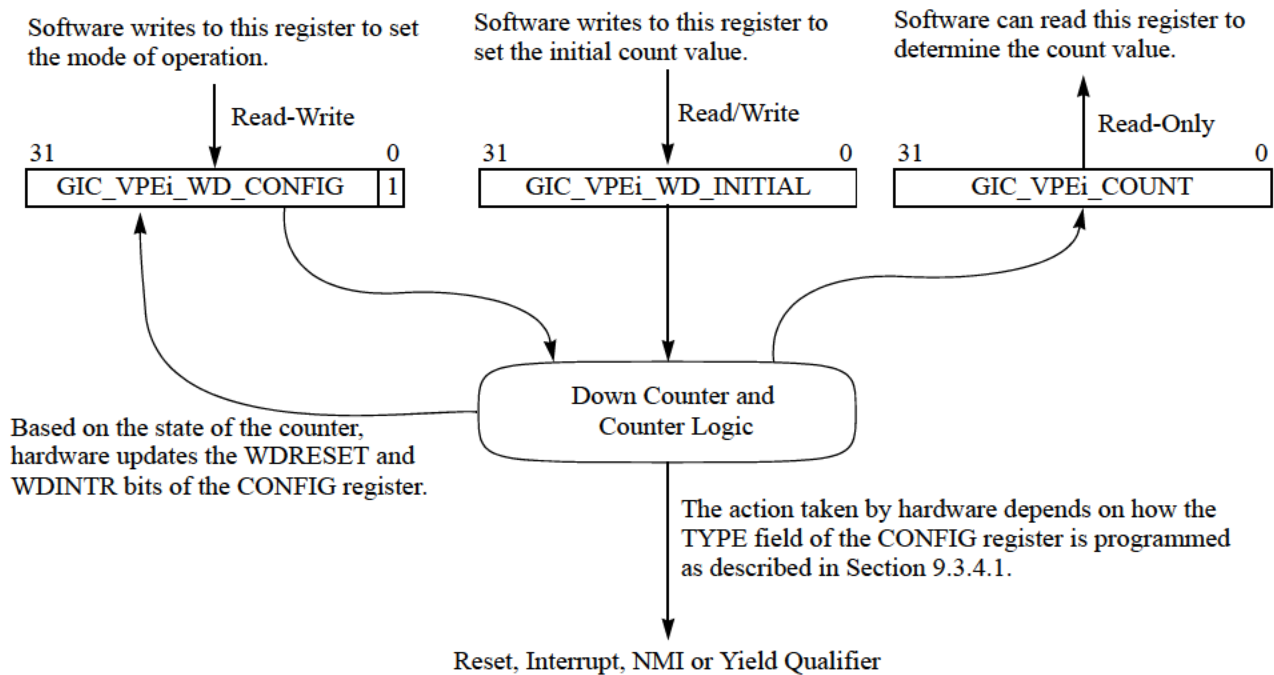 Software writes to this register to set
the mode of operation.
Software writes to this register to
set the initial count value.
Software can read this register to
determine the count value.
Read-Write
Read/Write
Read-Only
31
0
31
0
31
0
GIC_VPEi_WD_CONFIG
1
GIC_VPEi_WD_INITIAL
GIC_VPEi_COUNT
Down Counter and
Counter Logic
Based on the state of the counter,
hardware updates the WDRESET and
WDINTR bits of the CONFIG register.
The action taken by hardware depends on how the
TYPE field of the CONFIG register is programmed
as described in Section 9.3.4.1.
Reset, Interrupt, NMI or Yield Qualifier